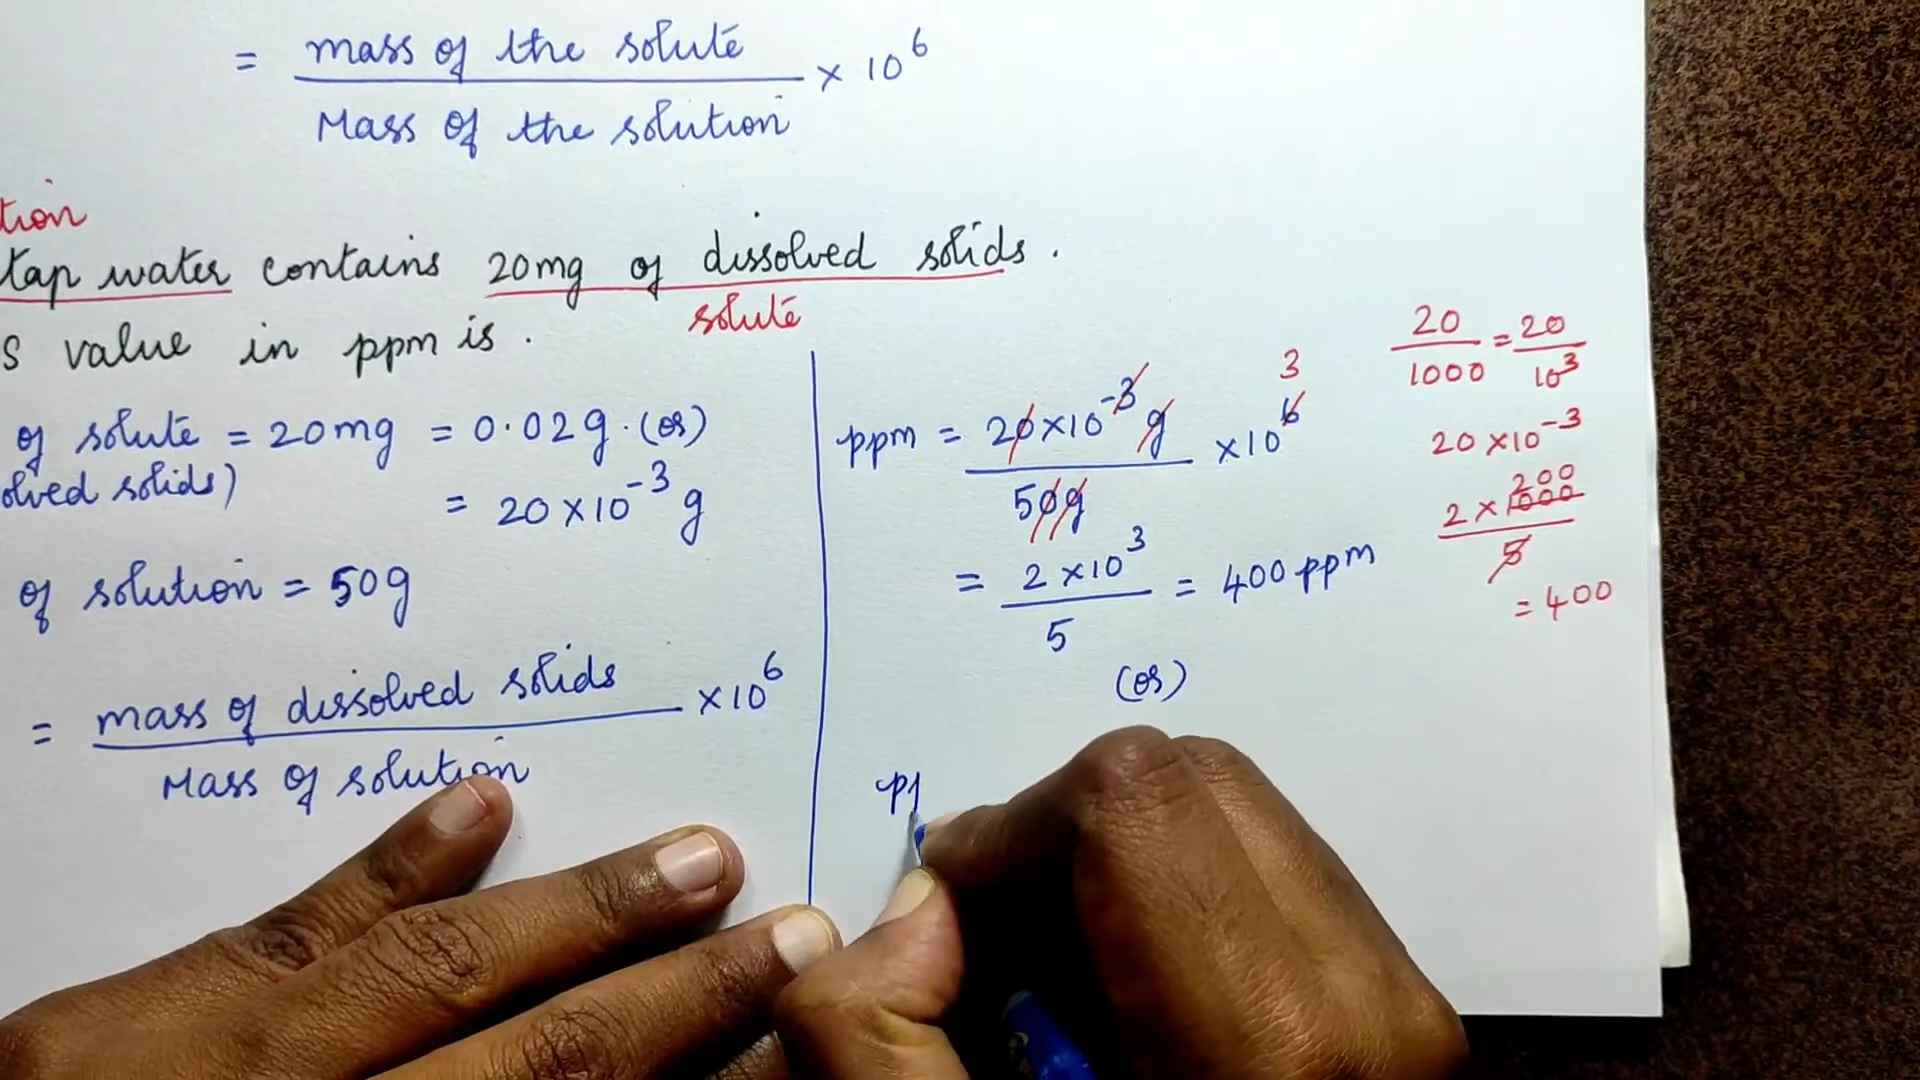 = mass of the solute / Mass of the solution × 10⁶
tion
tap water contains 20mg of dissolved solids.
solute
S value in ppm is.
of solute = 20mg = 0.02g. (or)
olved solids)
= 20 × 10⁻³ g
of solution = 50g
= mass of dissolved solids / Mass of solution × 10⁶
ppm = 20 × 10⁻³ g / 50g × 10⁶
3
= 2 × 10³ / 5 = 400 ppm
(or)
pp
20 / 1000 = 20 / 10³
20 × 10⁻³
200
2 × 1000 / 5
= 400